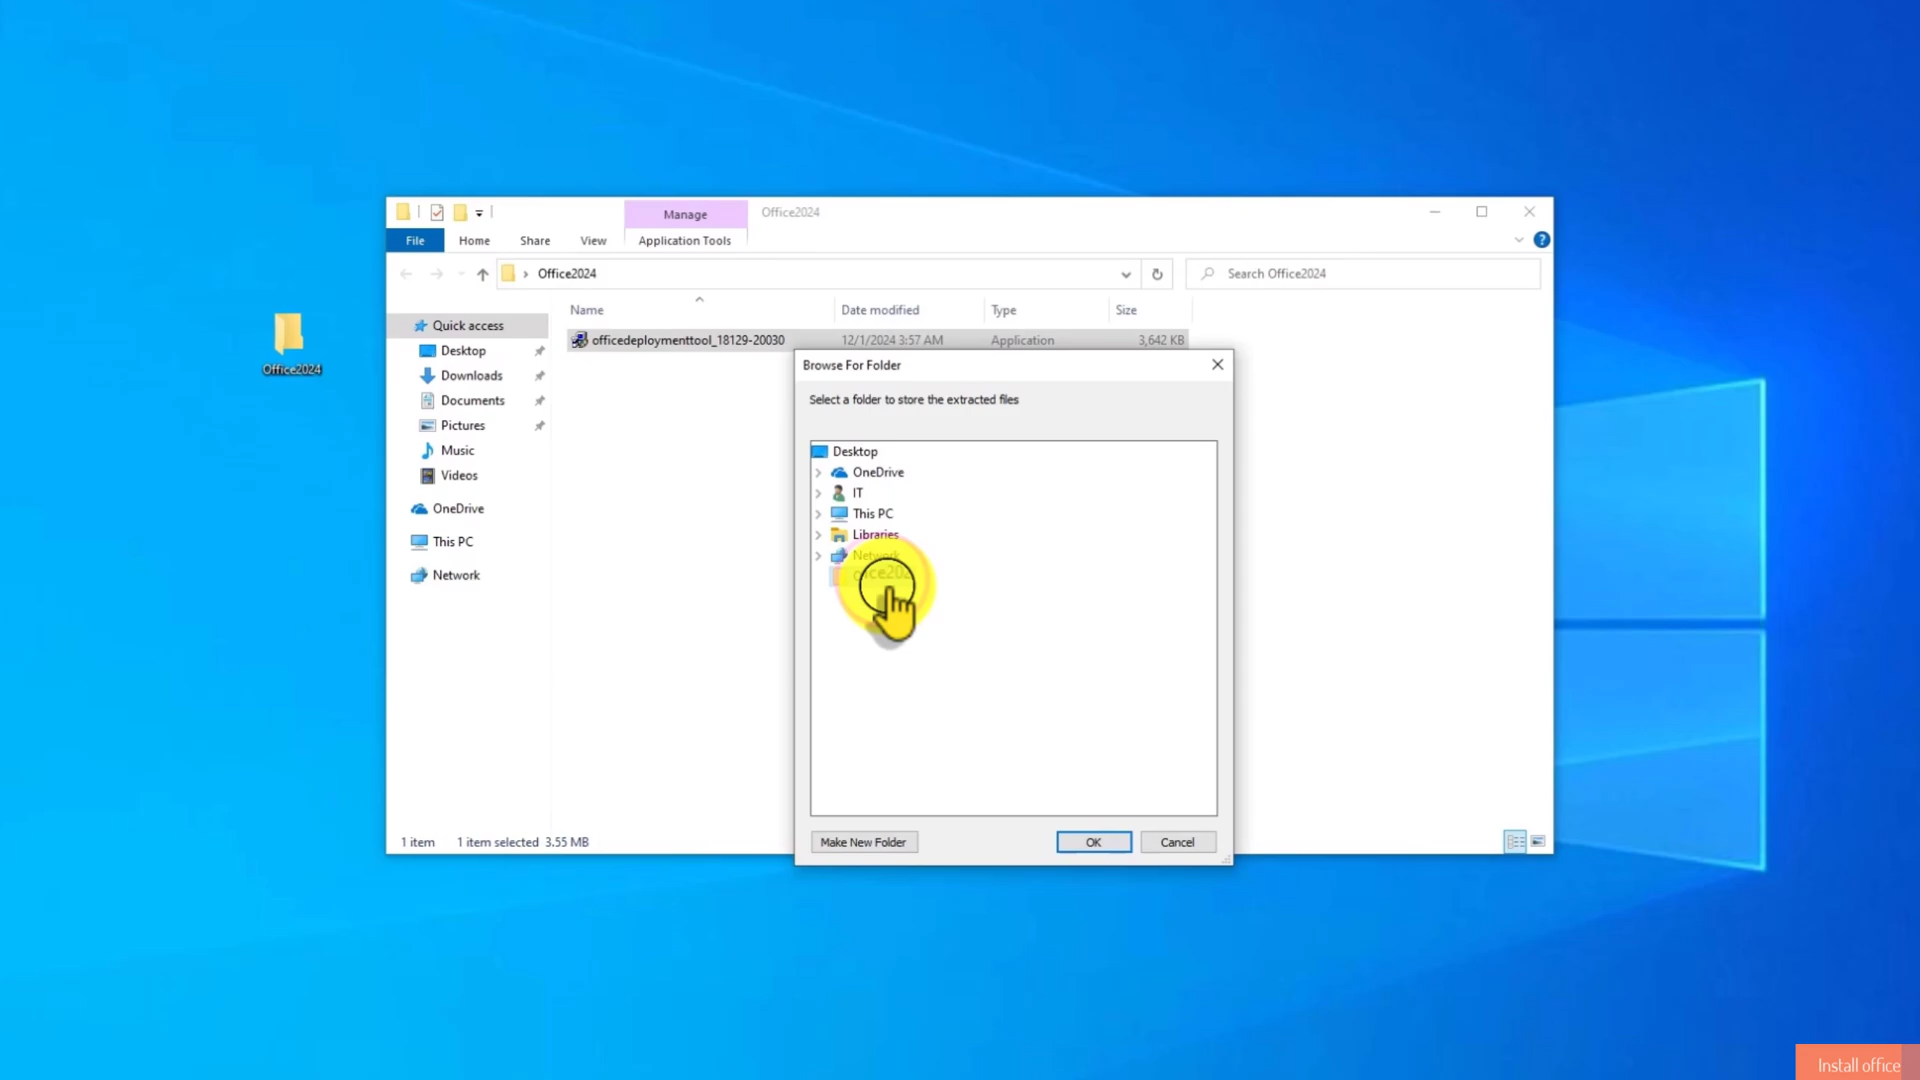 Manage
Office2024
File
Home
Share
View
Application Tools
Office2024
Search Office2024
Name
Date modified
Type
Size
Quick access
officedeploymenttool_18129-20030
12/1/2024 3:57 AM
Application
3,642 KB
Desktop
Downloads
Documents
Pictures
Music
Videos
OneDrive
This PC
Network
Office2024
Browse For Folder
Select a folder to store the extracted files
Desktop
OneDrive
IT
This PC
Libraries
Network
Make New Folder
OK
Cancel
1 item
1 item selected 3.55 MB
Install office